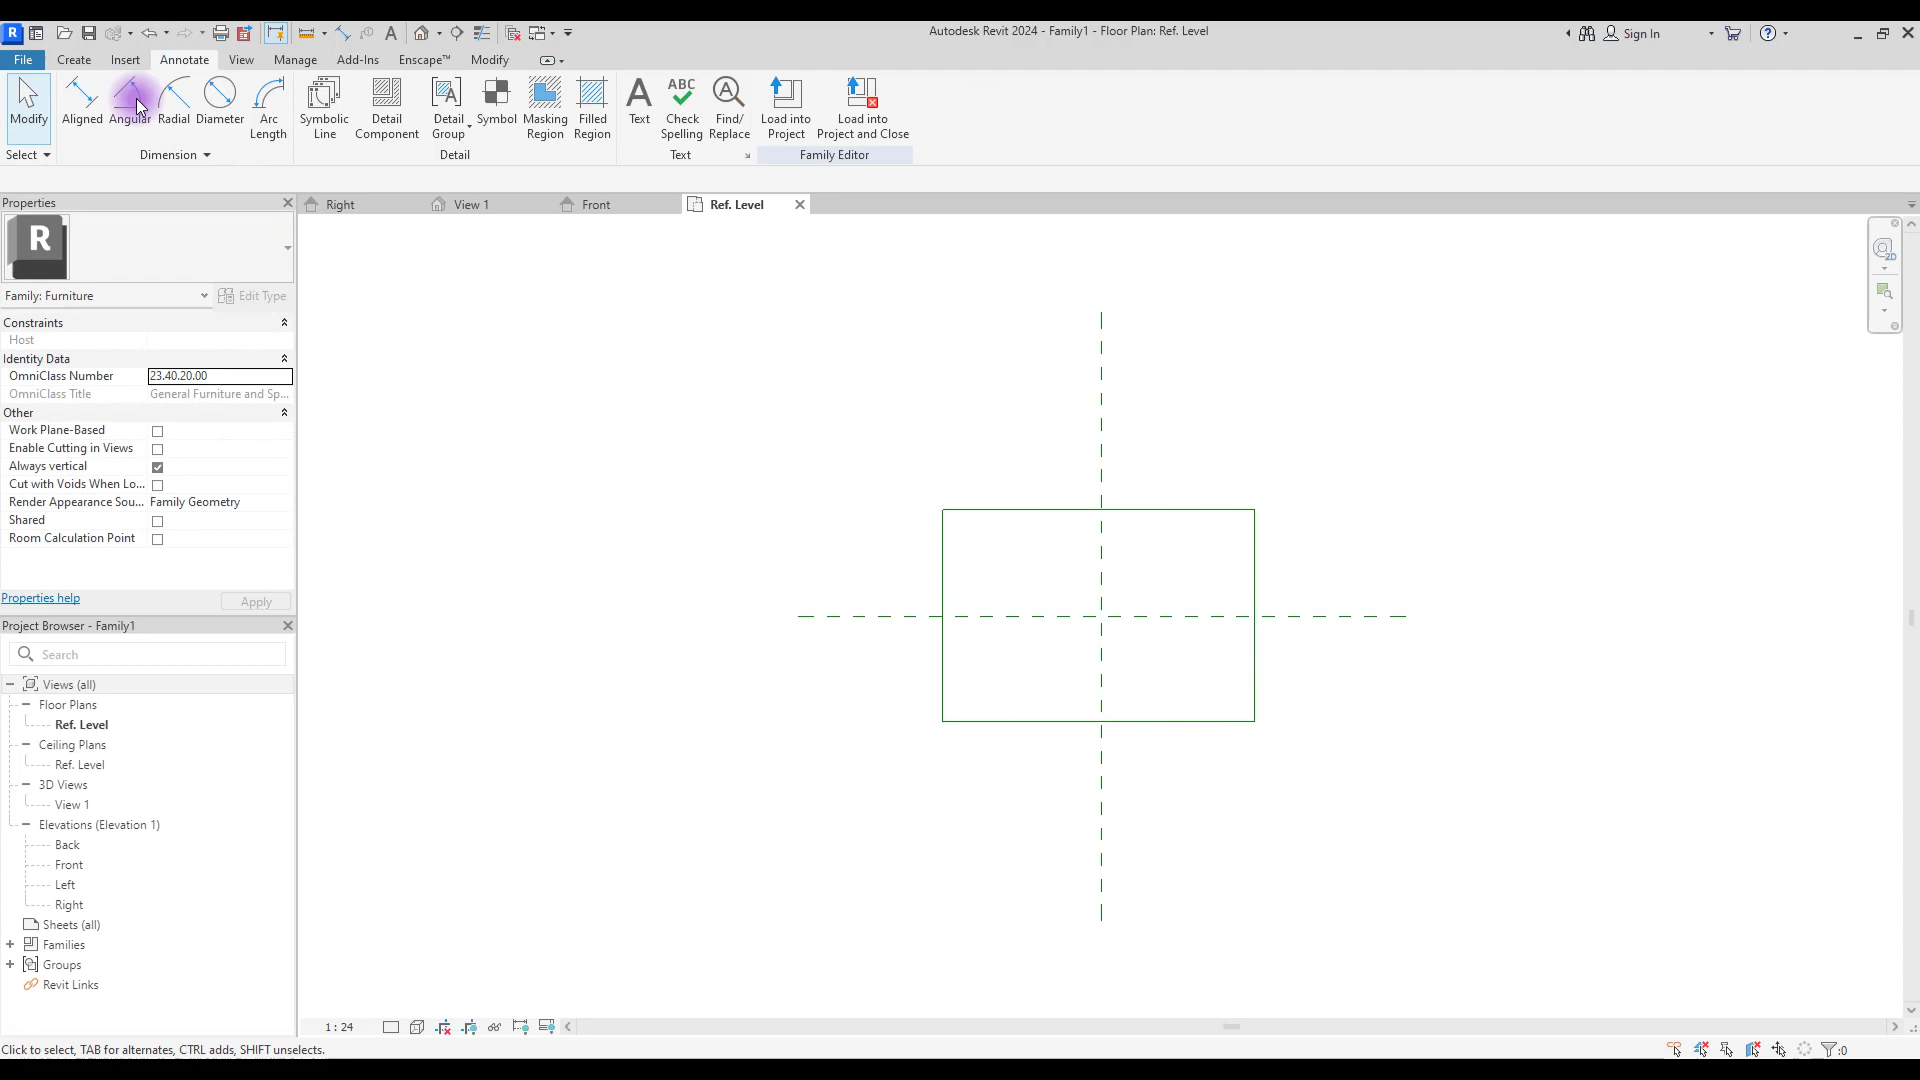 R
Autodesk Revit 2024 - Family1 - Floor Plan: Ref. Level
Sign In
File
Create
Insert
Annotate
View
Manage
Add-Ins
Enscape™
Modify
Modify
Aligned
Angular
Radial
Diameter
Arc
Length
Symbolic
Line
Detail
Component
Detail
Group
Symbol
Masking
Region
Filled
Region
A
Text
ABC
Check
Spelling
Find/
Replace
Load into
Project
Load into
Project and Close
Select
Dimension
Detail
Text
Family Editor
Properties
Right
View 1
Front
Ref. Level
R
2D
Family: Furniture
Edit Type
Constraints
Host
Identity Data
OmniClass Number 23.40.20.00
OmniClass Title General Furniture and Sp...
Other
Work Plane-Based
Enable Cutting in Views
Always vertical
Cut with Voids When Lo...
Render Appearance Sou... Family Geometry
Shared
Room Calculation Point
Properties help
Apply
Project Browser - Family1
Search
Views (all)
Floor Plans
Ref. Level
Ceiling Plans
Ref. Level
3D Views
View 1
Elevations (Elevation 1)
Back
Front
Left
Right
Sheets (all)
Families
Groups
Revit Links
1 : 24
Click to select, TAB for alternates, CTRL adds, SHIFT unselects.
:0